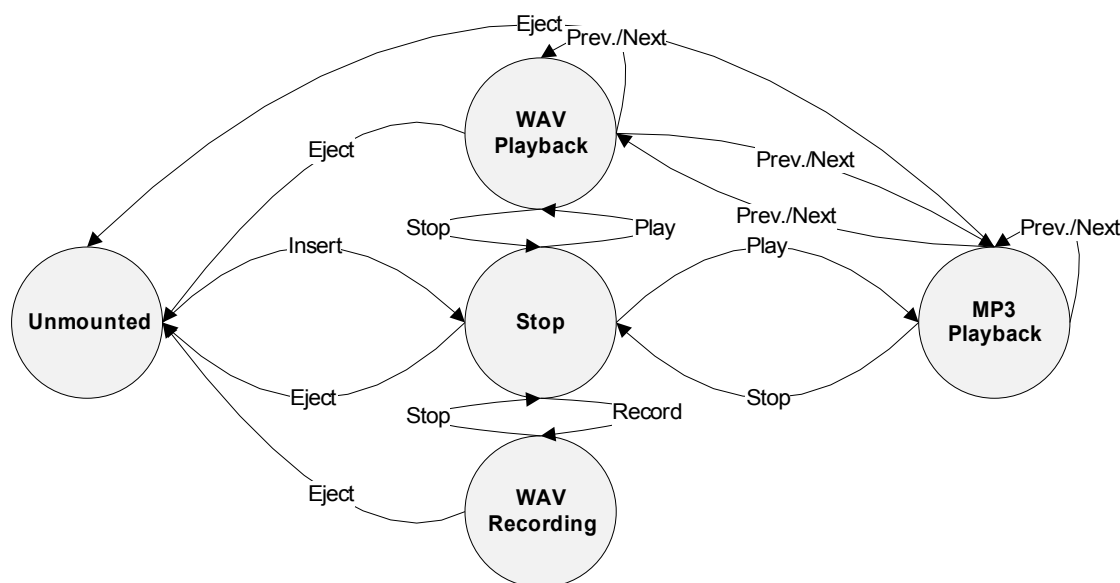 Eject
Prev./Next
WAV
Playback
Eject
Prev./Next
Prev./Next
Stop
Play
Prev./Next
Insert
Play
Unmounted
Stop
MP3
Playback
Eject
Stop
Stop
Record
Eject
WAV
Recording